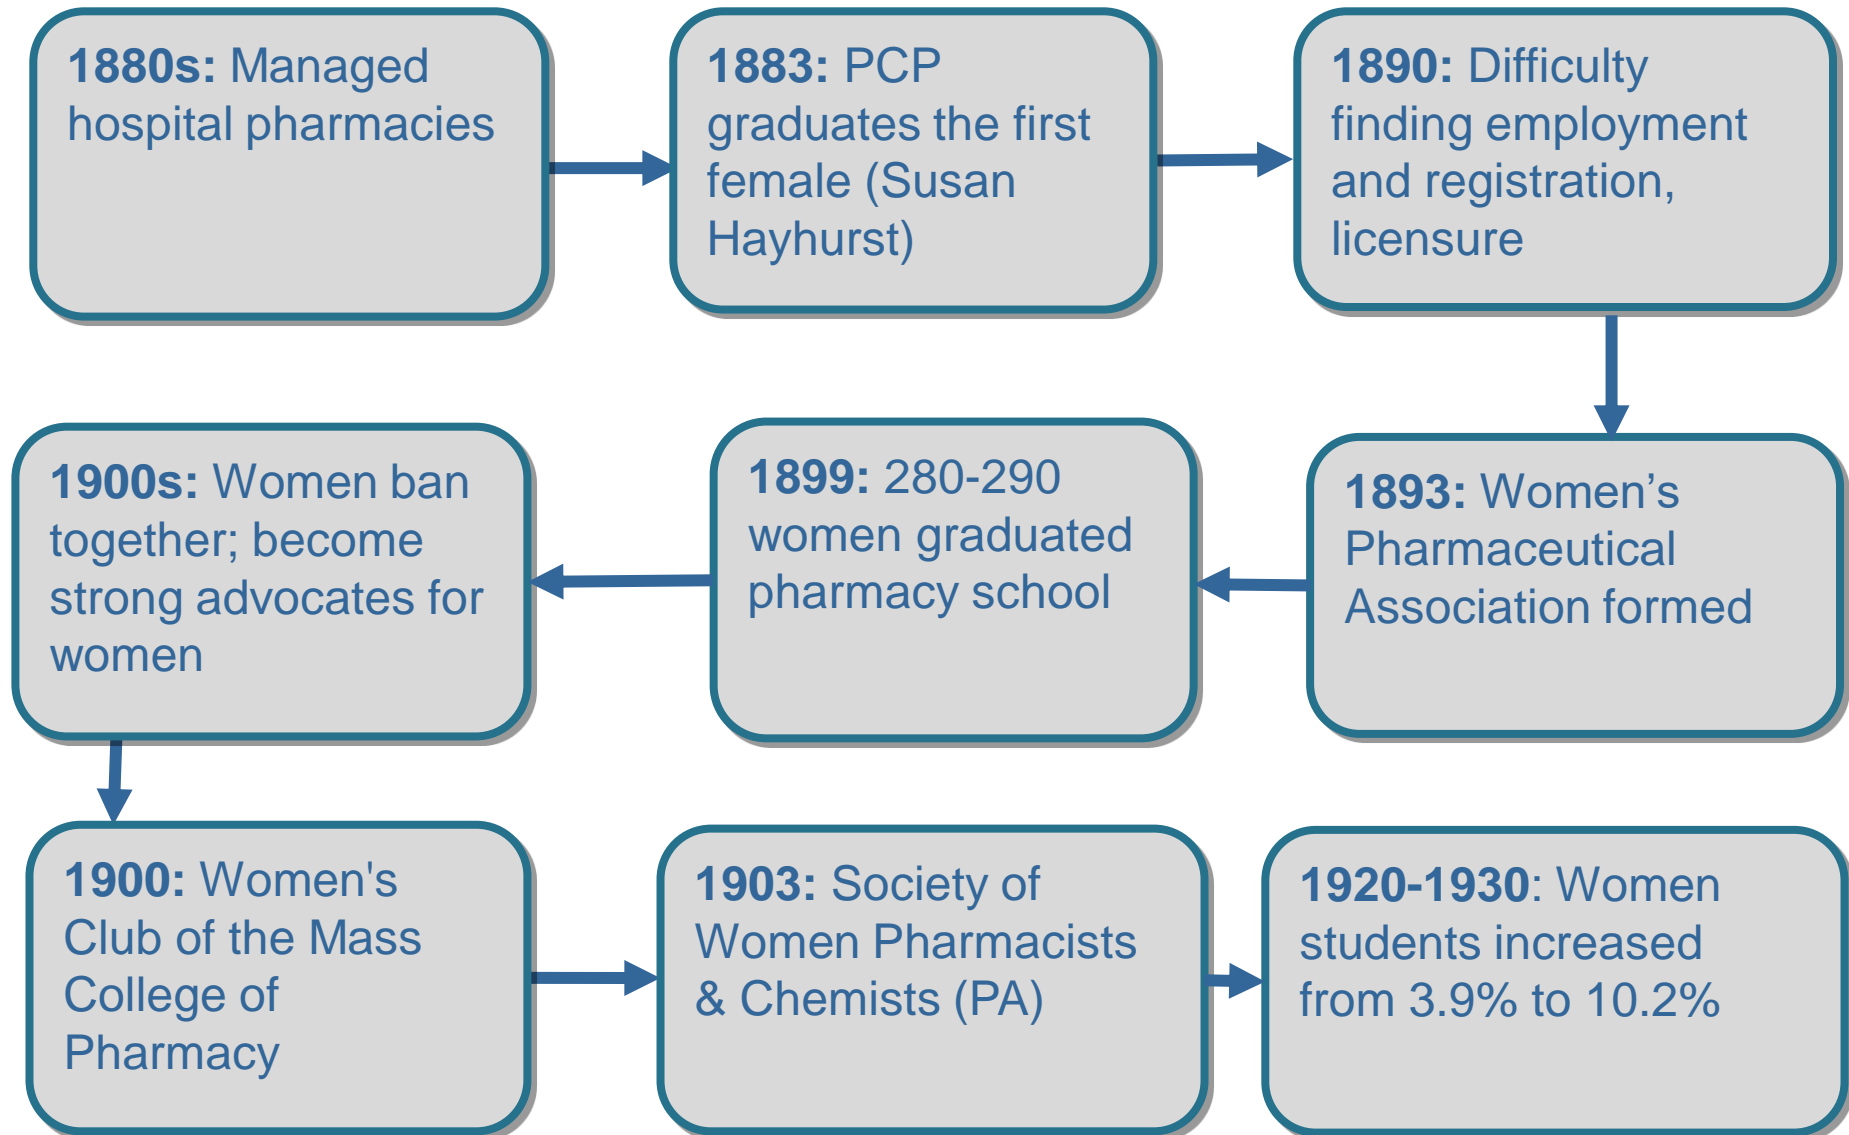 1880s: Managed
hospital pharmacies
1883: PCP
graduates the first
female (Susan
Hayhurst)
1890: Difficulty
finding employment
and registration,
licensure
1893: Women’s
Pharmaceutical
Association formed
1899: 280-290
women graduated
pharmacy school
1900s: Women ban
together; become
strong advocates for
women
1900: Women's
Club of the Mass
College of
Pharmacy
1903: Society of
Women Pharmacists
& Chemists (PA)
1920-1930: Women
students increased
from 3.9% to 10.2%